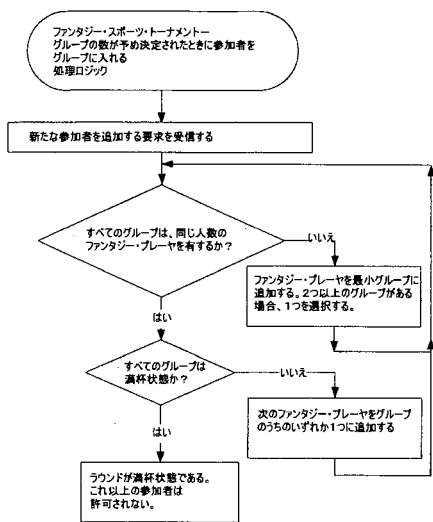 ファンタジー・スポーツ・トーナメントー
グループの数が予め決定されたときに参加者を
グループに入れる
処理ロジック
新たな参加者を追加する要求を受信する
すべてのグループは、同じ人数の
ファンタジー・プレーヤを有するか？
いいえ
ファンタジー・プレーヤを最小グループに
追加する。2つ以上のグループがある
場合、1つを選択する。
はい
すべてのグループは
満杯状態か？
いいえ
次のファンタジー・プレーヤをグループ
のうちのいずれか1つに追加する
はい
ラウンドが満杯状態である。
これ以上の参加者は
許可されない。